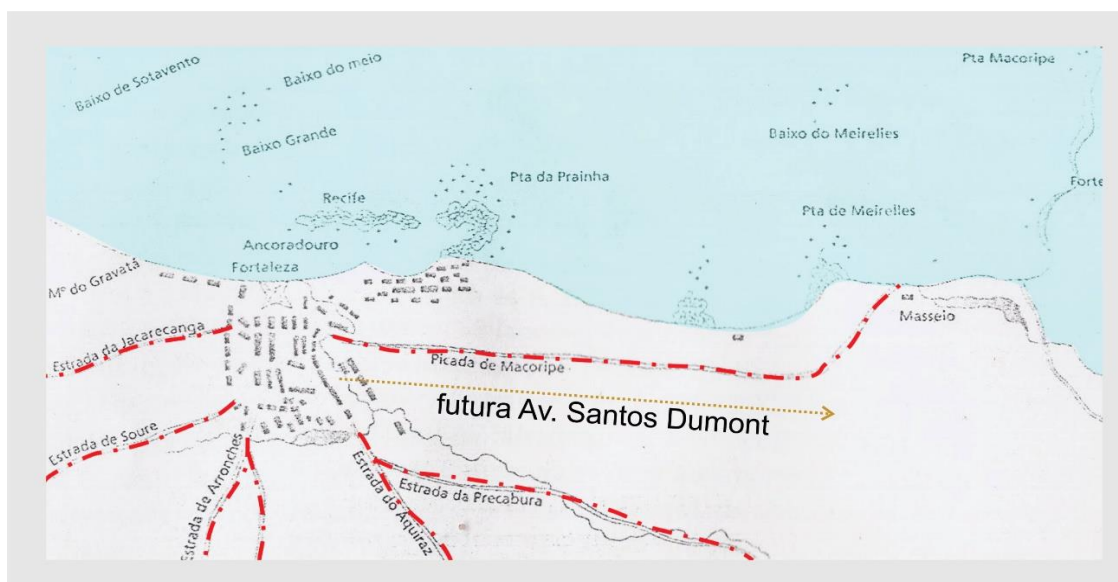 Baixo de Sotavento
Baixo do meio
Pta Macoripe
Baixo Grande
Baixo do Meirelles
Pta da Prainha
Forte
Recife
Pta de Meirelles
Ancoradouro
Fortaleza
Mº do Gravatá
Masseio
Estrada da Jacarecanga
Picada de Macoripe
futura Av. Santos Dumont
Estrada de Soure
Estrada de Arronches
Estrada do Aquiraz
Estrada da Precabura